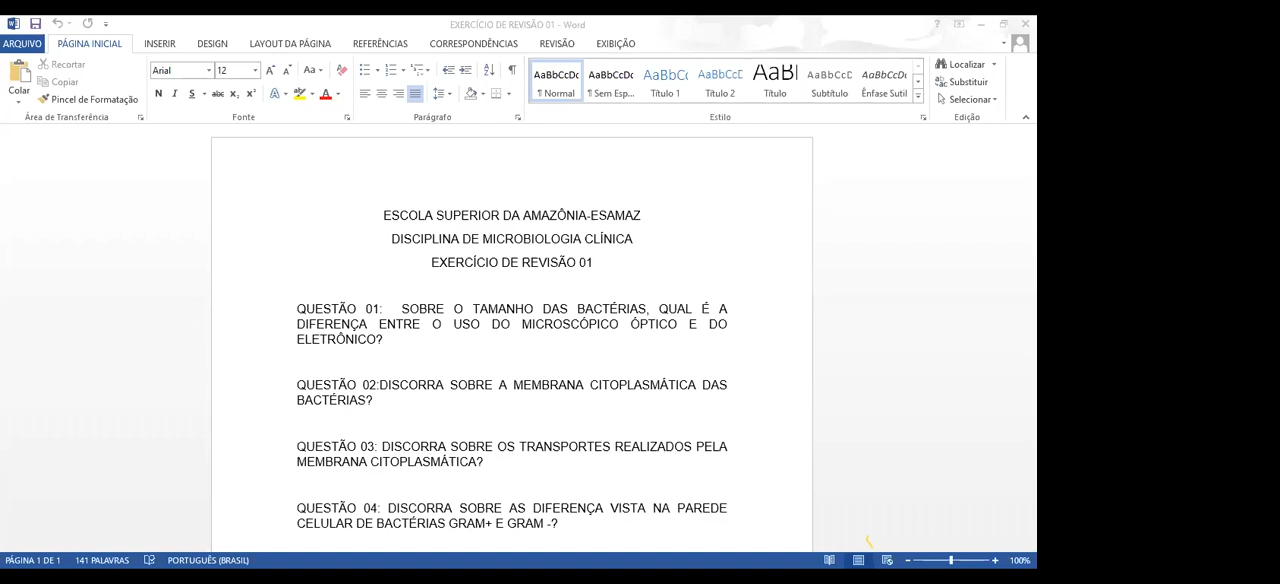 EXERCÍCIO DE REVISÃO 01 - Word
ARQUIVO PÁGINA INICIAL INSERIR DESIGN LAYOUT DA PÁGINA REFERÊNCIAS CORRESPONDÊNCIAS REVISÃO EXIBIÇÃO
Colar
Recortar
Copiar
Pincel de Formatação
Área de Transferência
Arial 12
N I S abc x₂ x²
Fonte
Parágrafo
AaBbCcDc AaBbCcDc AaBbCc AaBbCcD AaBl AaBbCcD AaBbCcDc
¶ Normal ¶ Sem Esp... Título 1 Título 2 Título Subtítulo Ênfase Sutil
Estilo
Localizar
Substituir
Selecionar
Edição
ESCOLA SUPERIOR DA AMAZÔNIA-ESAMAZ
DISCIPLINA DE MICROBIOLOGIA CLÍNICA
EXERCÍCIO DE REVISÃO 01
QUESTÃO 01: SOBRE O TAMANHO DAS BACTÉRIAS, QUAL É A
DIFERENÇA ENTRE O USO DO MICROSCÓPICO ÓPTICO E DO
ELETRÔNICO?
QUESTÃO 02:DISCORRA SOBRE A MEMBRANA CITOPLASMÁTICA DAS
BACTÉRIAS?
QUESTÃO 03: DISCORRA SOBRE OS TRANSPORTES REALIZADOS PELA
MEMBRANA CITOPLASMÁTICA?
QUESTÃO 04: DISCORRA SOBRE AS DIFERENÇA VISTA NA PAREDE
CELULAR DE BACTÉRIAS GRAM+ E GRAM -?
PÁGINA 1 DE 1 141 PALAVRAS PORTUGUÊS (BRASIL) 100%